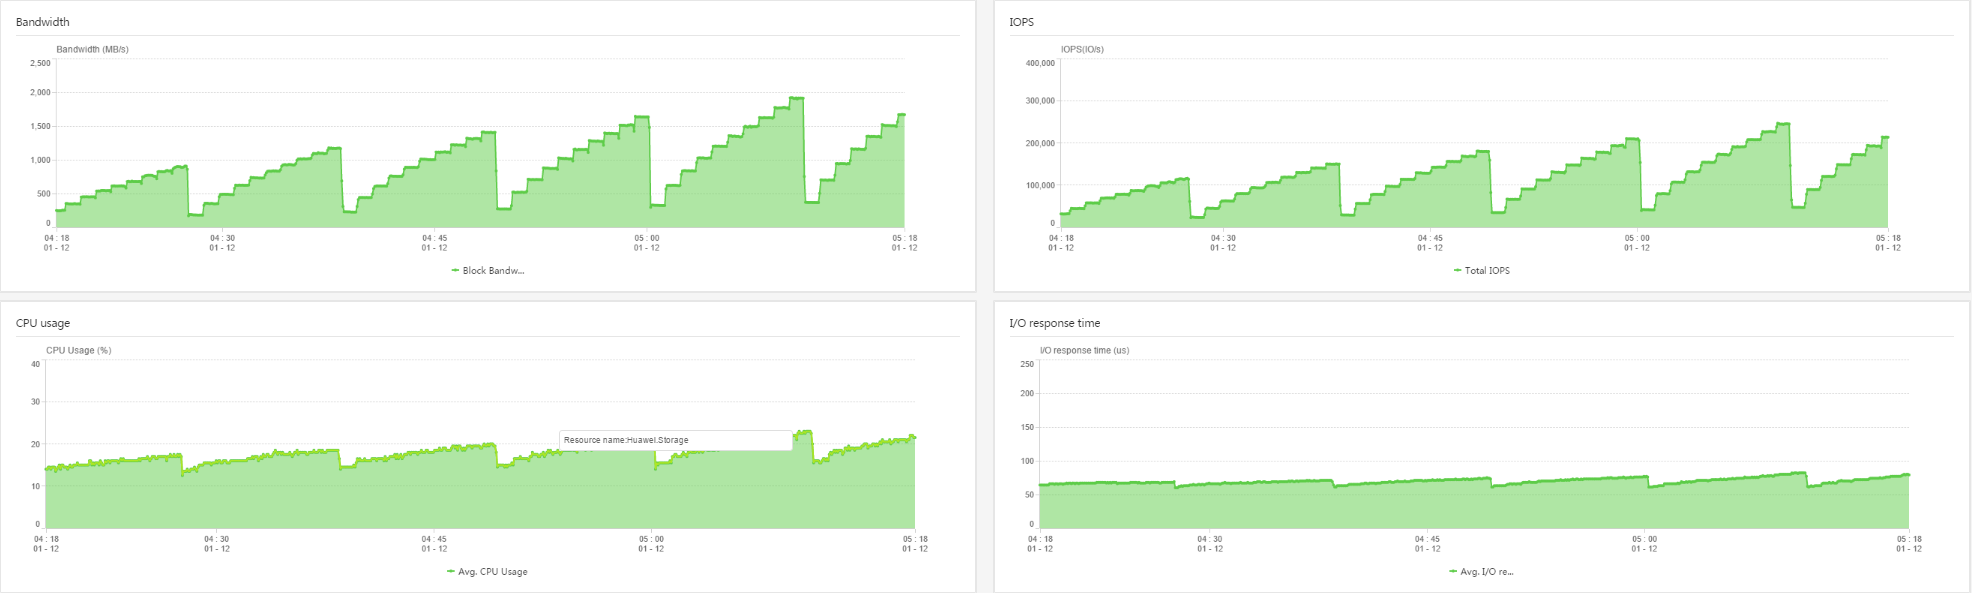 Bandwidth
Bandwidth (MB/s)
2,500
2,000
1,500
1,000
500
0
04 : 18 04 : 30 04 : 45 05 : 00 05 : 18
01 - 12 01 - 12 01 - 12 01 - 12 01 - 12
Block Bandw...
IOPS
IOPS(IO/s)
400,000
300,000
200,000
100,000
0
04 : 18 04 : 30 04 : 45 05 : 00 05 : 18
01 - 12 01 - 12 01 - 12 01 - 12 01 - 12
Total IOPS
CPU usage
CPU Usage (%)
40
30
20
10
0
Resource name:Huawei.Storage
04 : 18 04 : 30 04 : 45 05 : 00 05 : 18
01 - 12 01 - 12 01 - 12 01 - 12 01 - 12
Avg. CPU Usage
I/O response time
I/O response time (us)
250
200
150
100
50
0
04 : 18 04 : 30 04 : 45 05 : 00 05 : 18
01 - 12 01 - 12 01 - 12 01 - 12 01 - 12
Avg. I/O re...